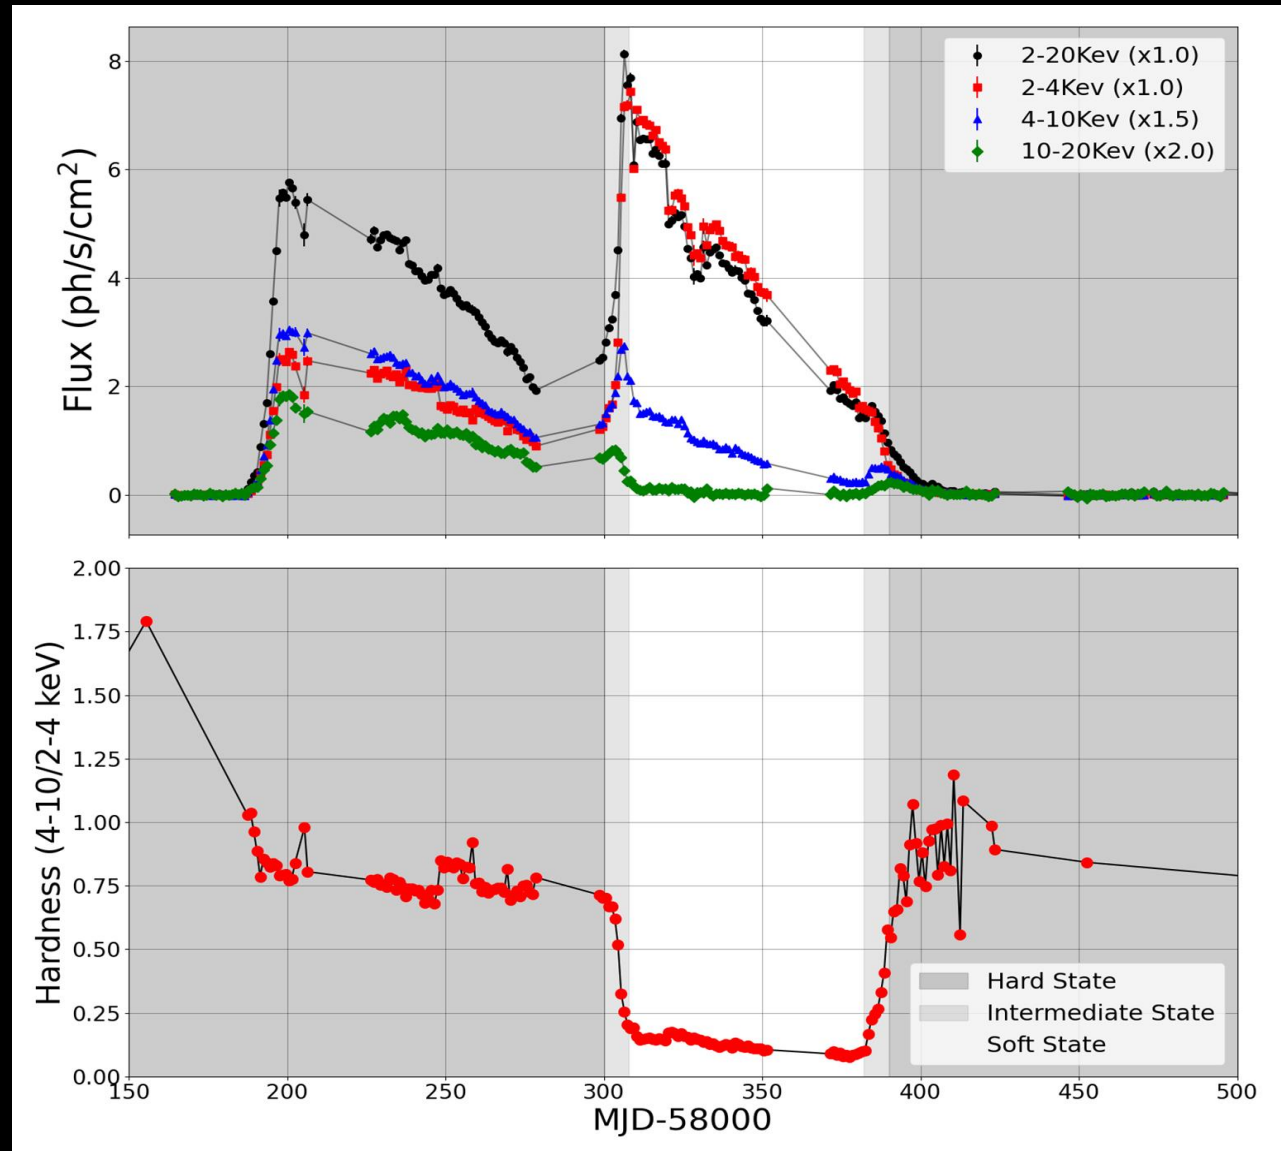 8
6
4
2
0
Flux (ph/s/cm²)
2-20Kev (x1.0)
2-4Kev (x1.0)
4-10Kev (x1.5)
10-20Kev (x2.0)
2.00
1.75
1.50
1.25
1.00
0.75
0.50
0.25
0.00
Hardness (4-10/2-4 keV)
Hard State
Intermediate State
Soft State
150 200 250 300 350 400 450 500
MJD-58000